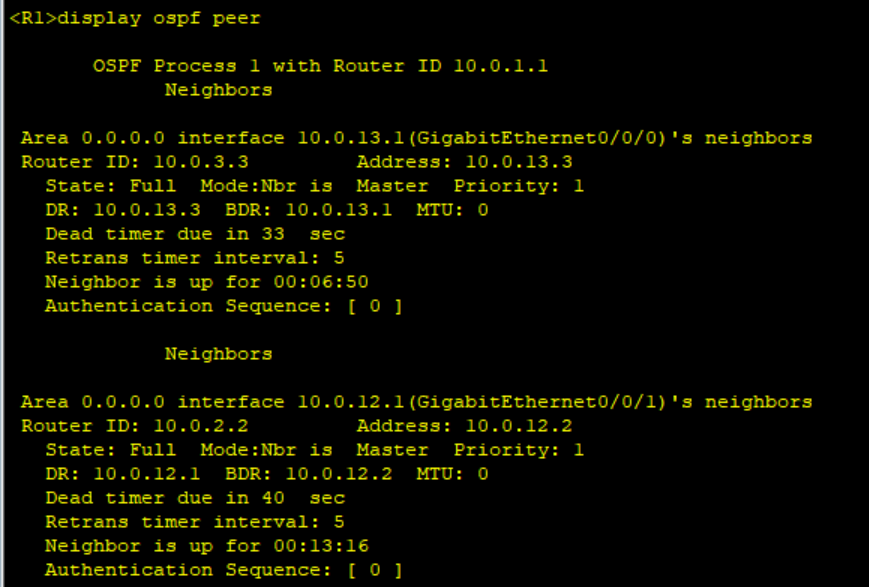 <R1>display ospf peer
OSPF Process 1 with Router ID 10.0.1.1
Neighbors
Area 0.0.0.0 interface 10.0.13.1(GigabitEthernet0/0/0)'s neighbors
Router ID: 10.0.3.3 Address: 10.0.13.3
State: Full Mode:Nbr is Master Priority: 1
DR: 10.0.13.3 BDR: 10.0.13.1 MTU: 0
Dead timer due in 33 sec
Retrans timer interval: 5
Neighbor is up for 00:06:50
Authentication Sequence: [ 0 ]
Neighbors
Area 0.0.0.0 interface 10.0.12.1(GigabitEthernet0/0/1)'s neighbors
Router ID: 10.0.2.2 Address: 10.0.12.2
State: Full Mode:Nbr is Master Priority: 1
DR: 10.0.12.1 BDR: 10.0.12.2 MTU: 0
Dead timer due in 40 sec
Retrans timer interval: 5
Neighbor is up for 00:13:16
Authentication Sequence: [ 0 ]